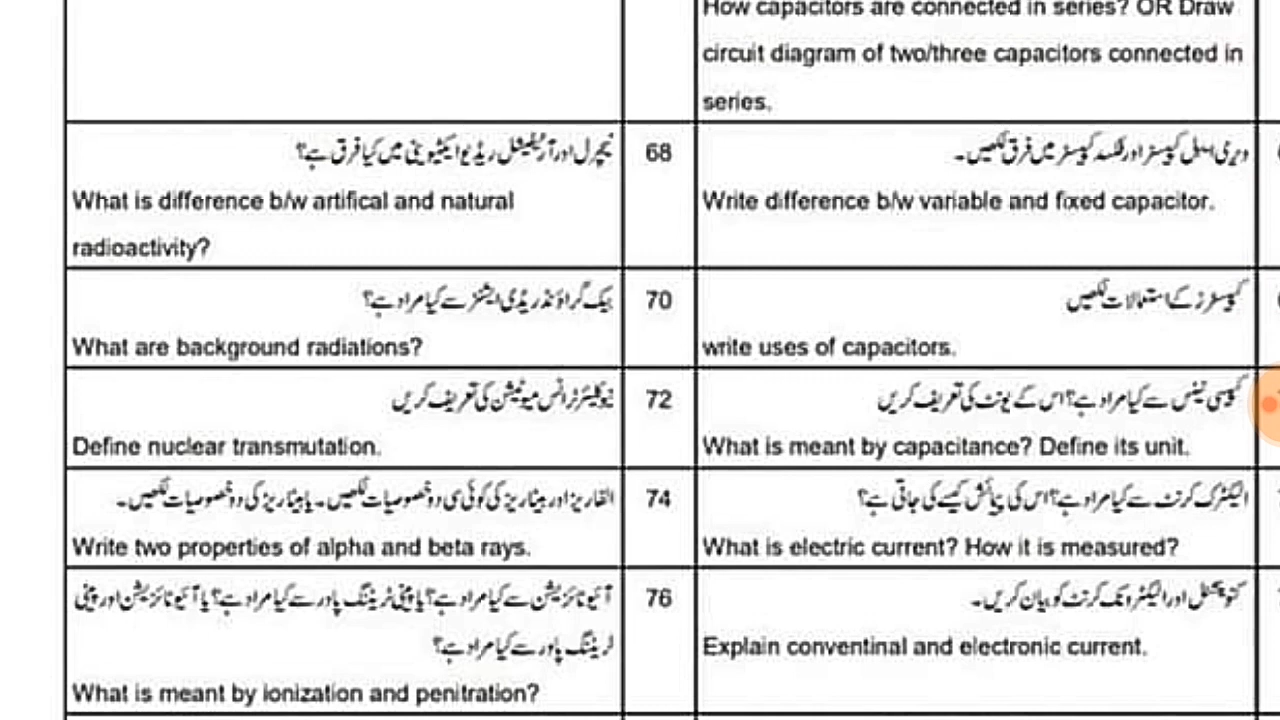 How capacitors are connected in series? OR Draw
circuit diagram of two/three capacitors connected in
series.
نیچرل اور آرٹیفیشل ریڈیو ایکٹیویٹی میں کیا فرق ہے؟
What is difference b/w artifical and natural
radioactivity?
68
ویری ایبل کپیسٹر اور فکسڈ کپیسٹر میں فرق لکھیں۔
Write difference b/w variable and fixed capacitor.
بیک گراؤنڈ ریڈی ایشنز سے کیا مراد ہے؟
What are background radiations?
70
کپیسٹرز کے استعمالات لکھیں
write uses of capacitors.
نیوکلیئر ٹرانس میوٹیشن کی تعریف کریں
Define nuclear transmutation.
72
کپیسی ٹینس سے کیا مراد ہے؟ اس کے یونٹ کی تعریف کریں
What is meant by capacitance? Define its unit.
الفا ریز اور بیٹا ریز کی کوئی سی دو خصوصیات لکھیں۔ یا بیٹا ریز کی دو خصوصیات لکھیں۔
Write two properties of alpha and beta rays.
74
الیکٹرک کرنٹ سے کیا مراد ہے؟ اس کی پیمائش کیسے کی جاتی ہے؟
What is electric current? How it is measured?
آئیونائزیشن سے کیا مراد ہے؟ یا پینی ٹریٹنگ پاور سے کیا مراد ہے؟ یا آئیونائزیشن اور پینی
ٹریٹنگ پاور سے کیا مراد ہے؟
What is meant by ionization and penitration?
76
کنونشنل اور الیکٹرونک کرنٹ کو بیان کریں۔
Explain conventinal and electronic current.